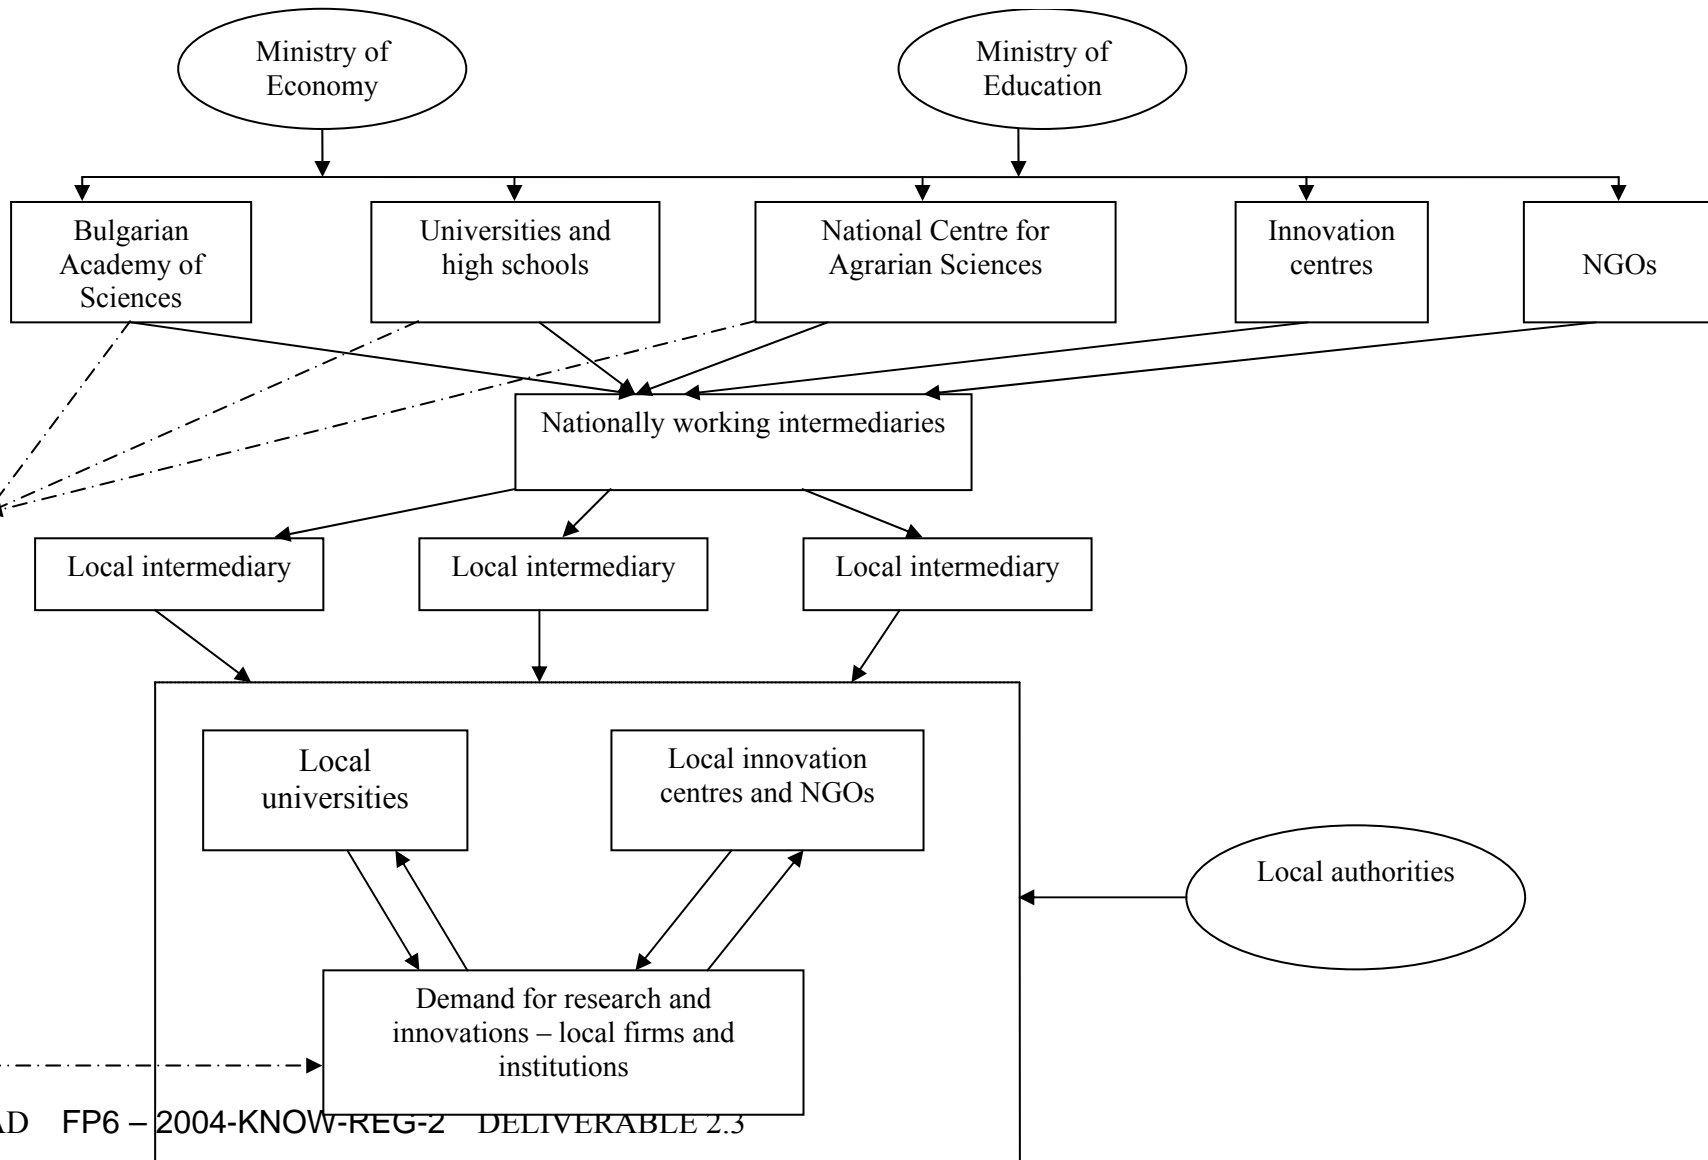 Ministry of
Economy
Ministry of
Education
Bulgarian
Academy of
Sciences
Universities and
high schools
National Centre for
Agrarian Sciences
Innovation
centres
NGOs
Nationally working intermediaries
Local intermediary
Local intermediary
Local intermediary
Local
universities
Local innovation
centres and NGOs
Local authorities
Demand for research and
innovations – local firms and
institutions
AD FP6 – 2004-KNOW-REG-2 DELIVERABLE 2.3